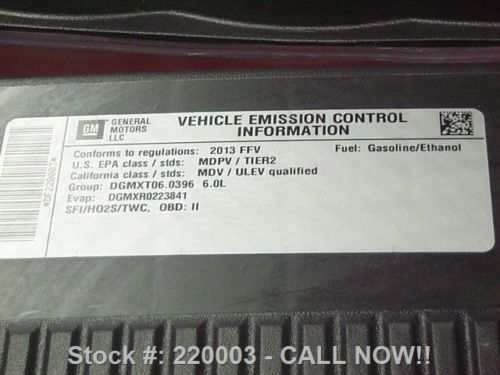 GM
GENERAL
MOTORS
LLC
VEHICLE EMISSION CONTROL
INFORMATION
Conforms to regulations: 2013 FFV
Fuel: Gasoline/Ethanol
U.S. EPA class / stds: MDPV / TIER2
California class / stds: MDV / ULEV qualified
Group: DGMXT06.0396 6.0L
Evap: DGMXR0223841
SFI/HO2S/TWC, OBD: II
Stock #: 220003 - CALL NOW!!